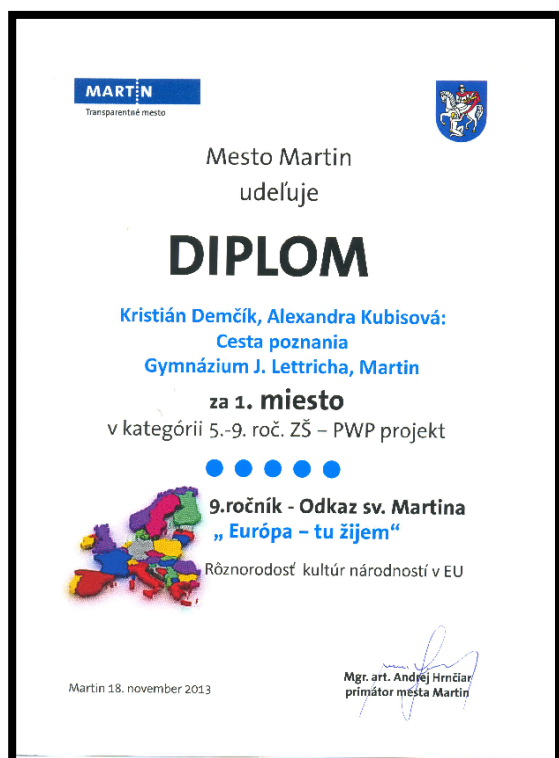 MARTIN
Transparentné mesto
Mesto Martin
udeľuje
DIPLOM
Kristián Demčík, Alexandra Kubisová:
Cesta poznania
Gymnázium J. Lettricha, Martin
za 1. miesto
v kategórii 5.-9. roč. ZŠ – PWP projekt
9.ročník - Odkaz sv. Martina
„ Európa – tu žijem“
Rôznorodosť kultúr národností v EU
Mgr. art. Andrej Hrnčiar
primátor mesta Martin
Martin 18. november 2013